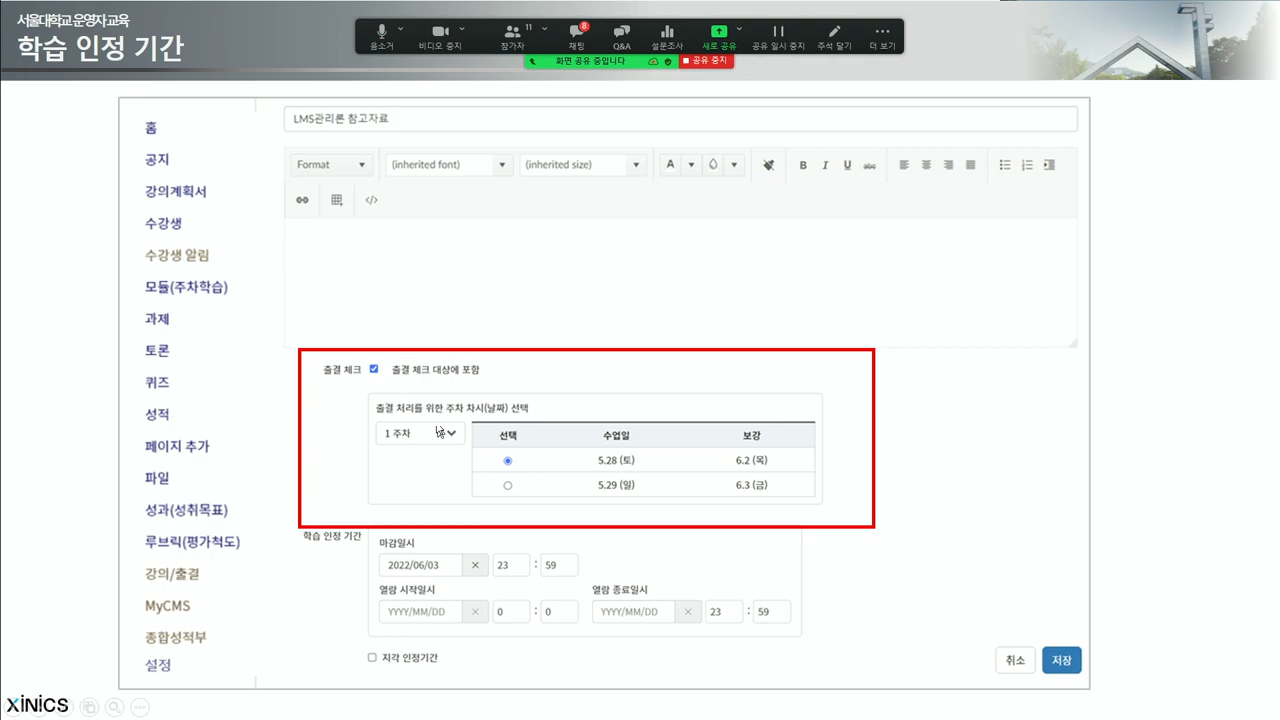 서울대학교 운영자 교육
학습 인정 기간
음소거
비디오 중지
11
참가자
8
채팅
Q&A
설문조사
새로 공유
공유 일시 중지
주석 달기
더 보기
화면 공유 중입니다
공유 중지
홈
공지
강의계획서
수강생
수강생 알림
모듈(주차학습)
과제
토론
퀴즈
성적
페이지 추가
파일
성과(성취목표)
루브릭(평가척도)
강의/출결
MyCMS
종합성적부
설정
LMS관리론 참고자료
Format
(inherited font)
(inherited size)
A
B I U abc
</>
출결 체크 출결 체크 대상에 포함
출결 처리를 위한 주차 차시(날짜) 선택
1 주차
선택 수업일 보강
5.28 (토) 6.2 (목)
5.29 (일) 6.3 (금)
학습 인정 기간
마감일시
2022/06/03 × 23 : 59
열람 시작일시 열람 종료일시
YYYY/MM/DD × 0 : 0 YYYY/MM/DD × 23 : 59
지각 인정기간
취소 저장
XINICS